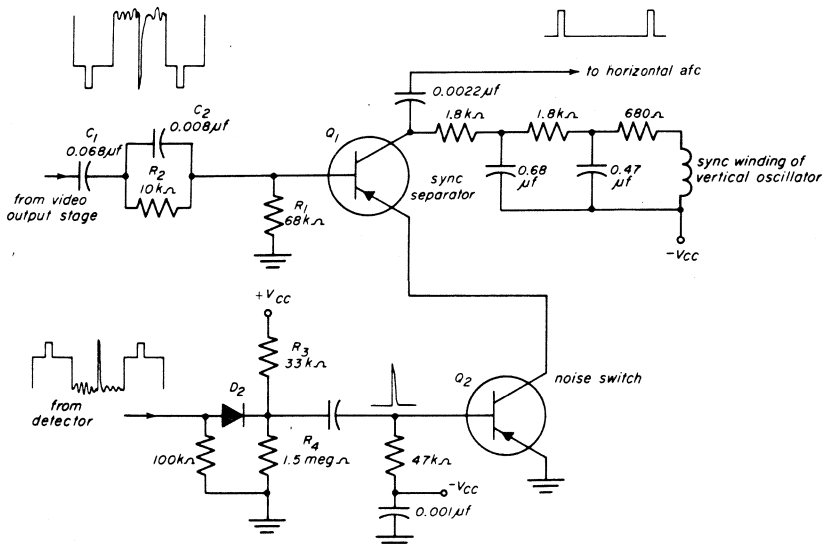 to horizontal afc
0.0022μf
1.8kΩ
1.8kΩ
680Ω
C2
0.008μf
C1
0.068μf
Q1
R2
10kΩ
from video
output stage
R1
68kΩ
sync
separator
0.68
μf
0.47
μf
sync winding of
vertical oscillator
-VCC
+VCC
R3
33kΩ
Q2
noise switch
D2
from
detector
100kΩ
R4
1.5 megΩ
47kΩ
-VCC
0.001μf